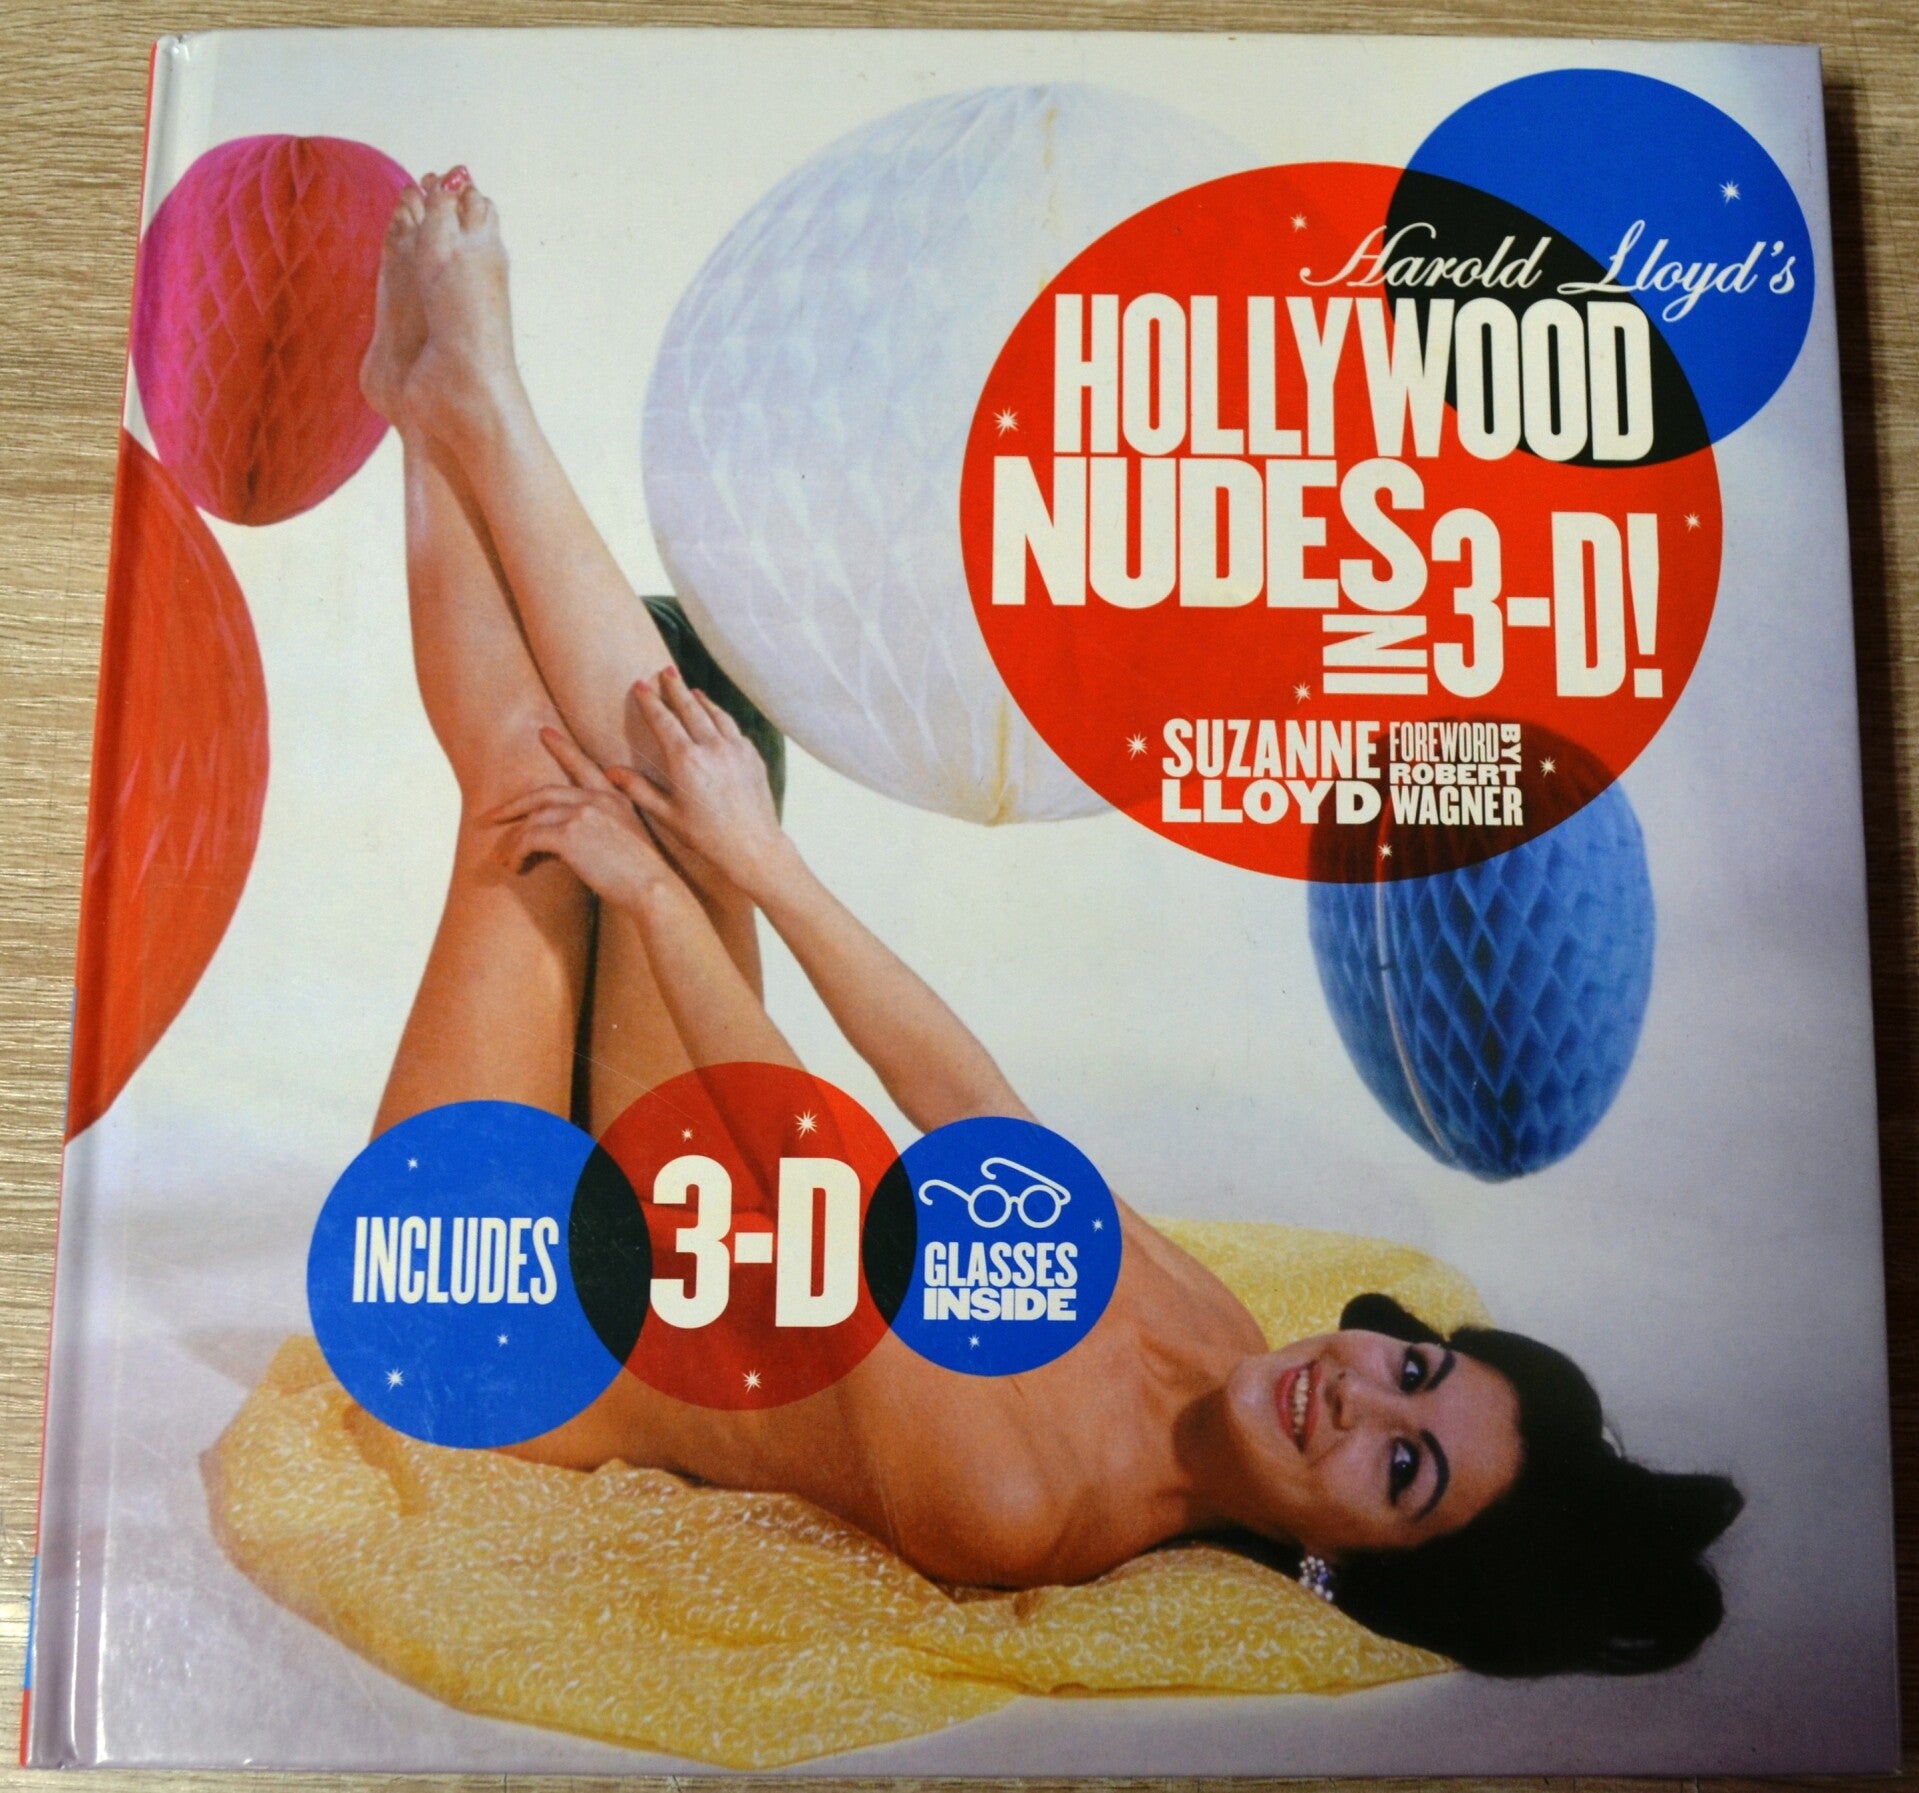 Harold Lloyd's
HOLLYWOOD
NUDES
IN 3-D!
SUZANNE
LLOYD
FOREWORD BY
ROBERT
WAGNER
INCLUDES
3-D
GLASSES
INSIDE